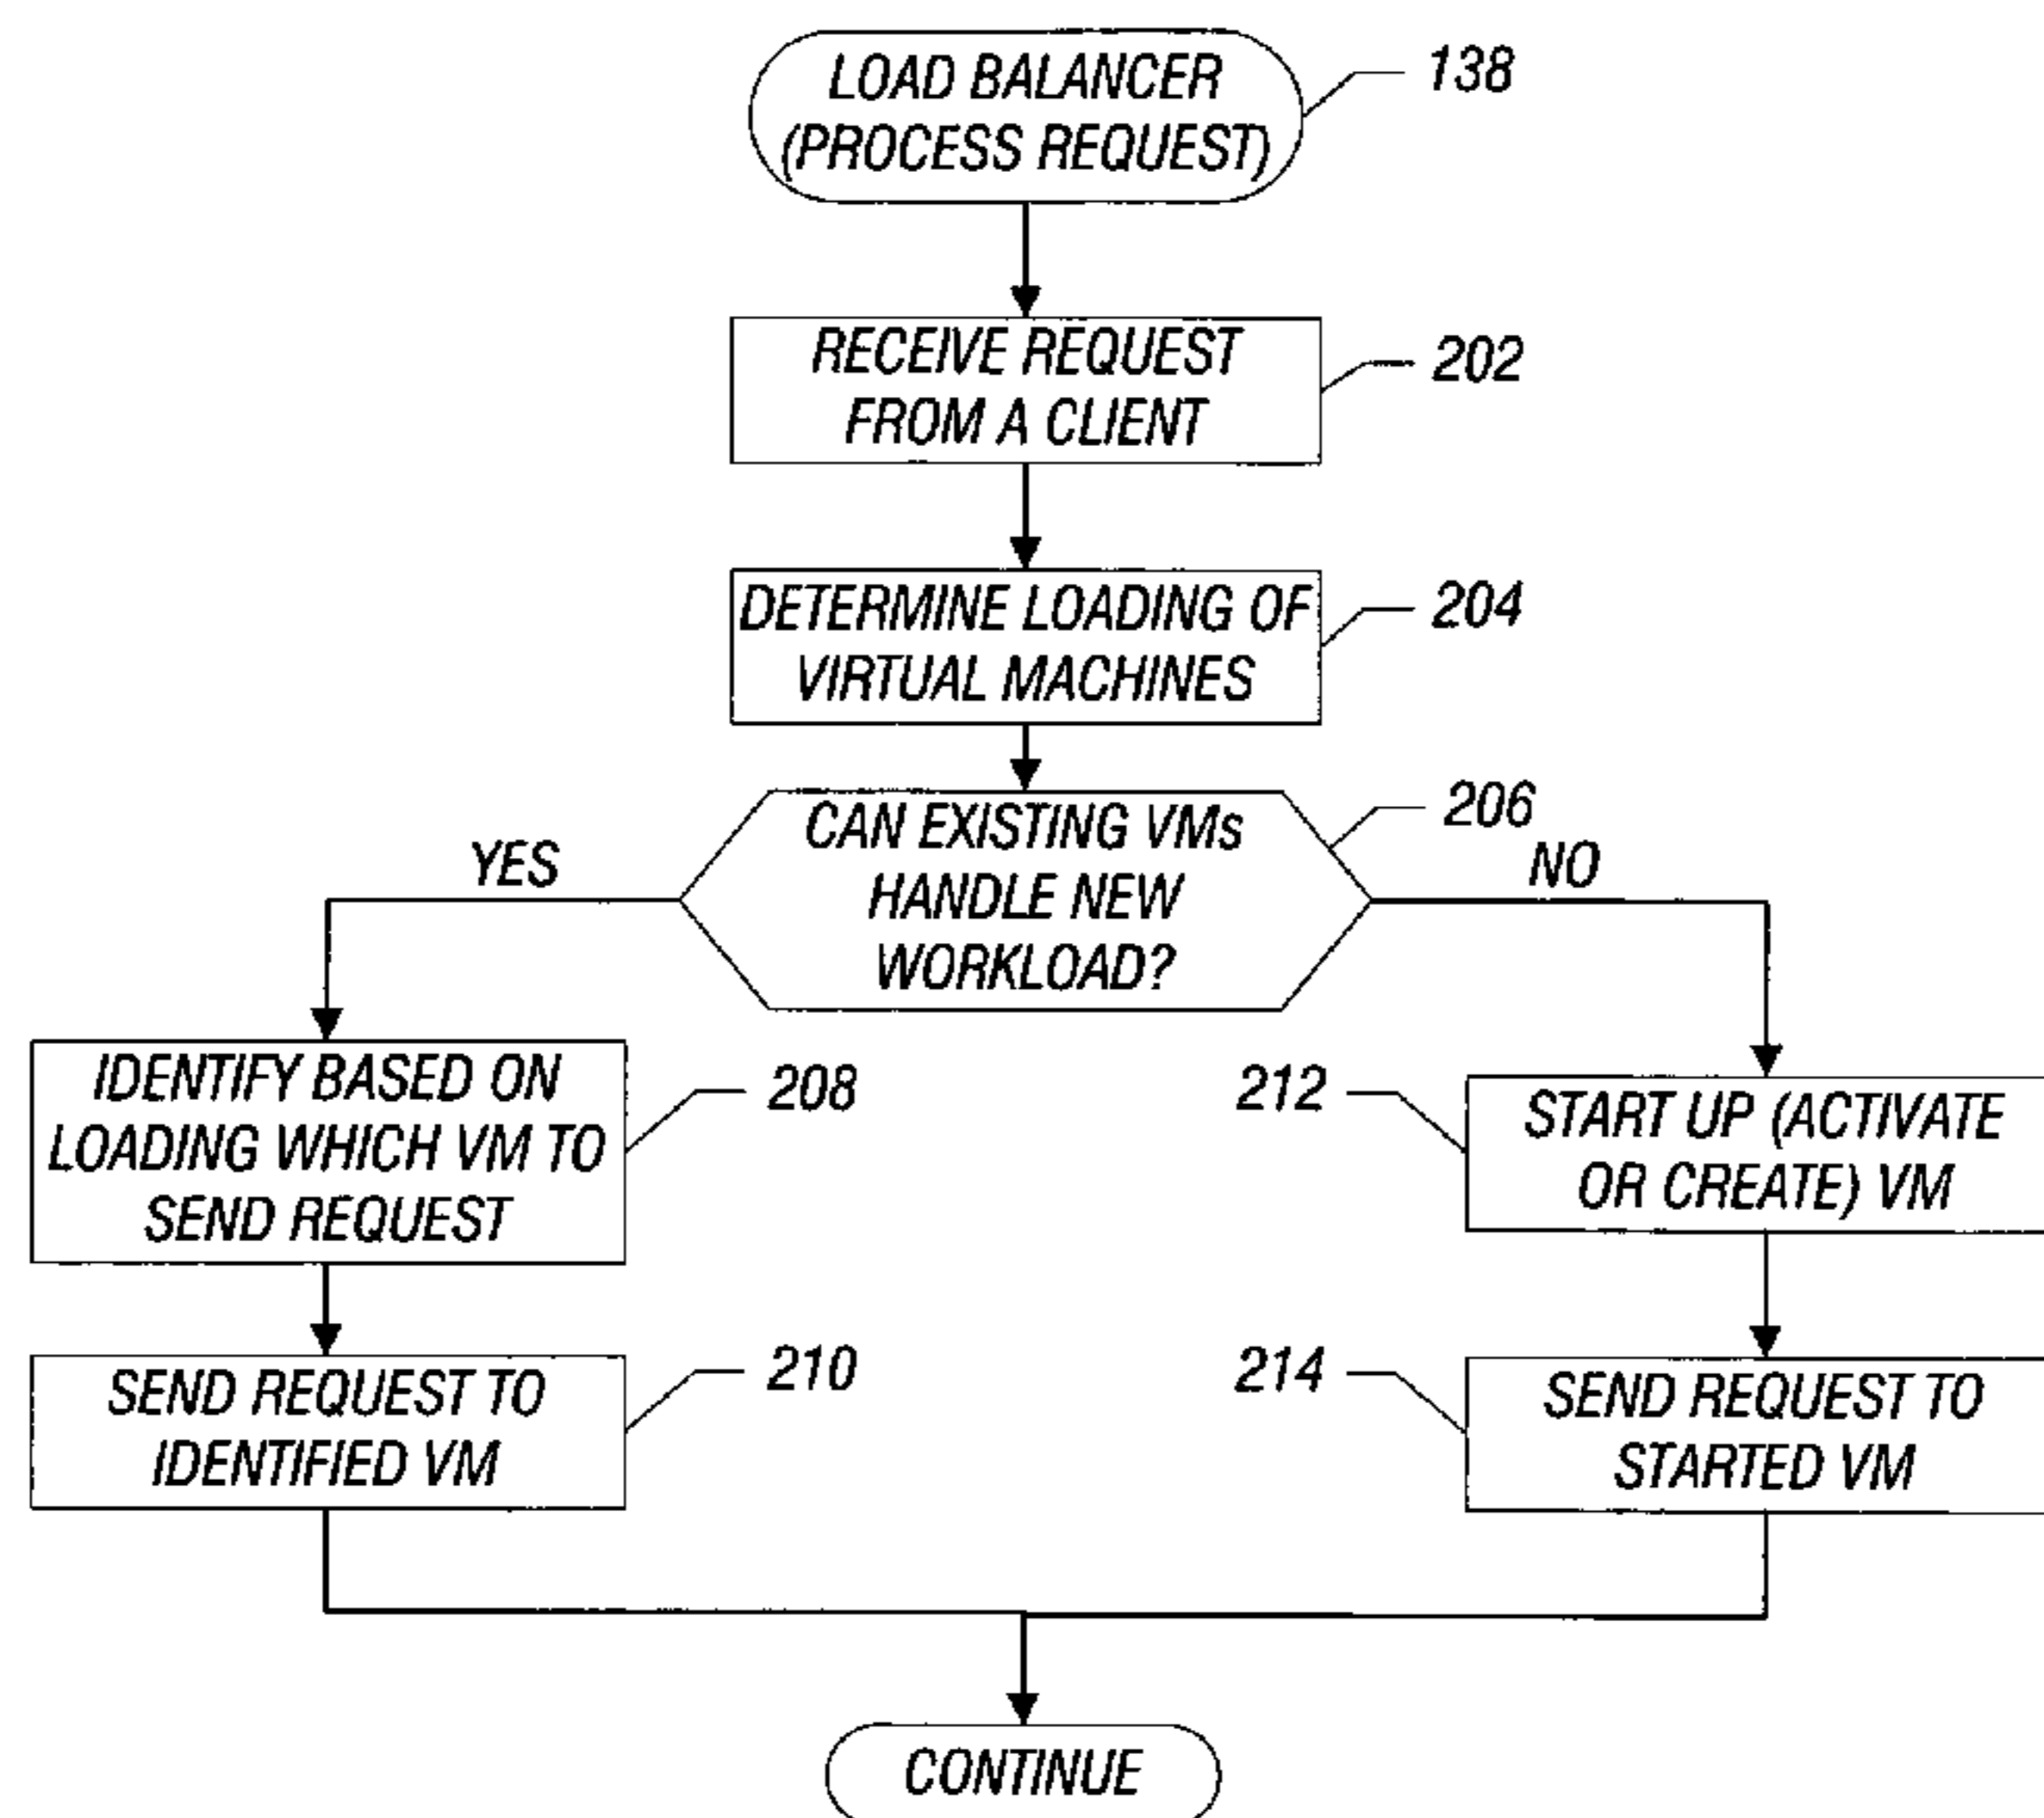 LOAD BALANCER
(PROCESS REQUEST)
138
RECEIVE REQUEST
FROM A CLIENT
202
DETERMINE LOADING OF
VIRTUAL MACHINES
204
CAN EXISTING VMs
HANDLE NEW
WORKLOAD?
206
YES
NO
IDENTIFY BASED ON
LOADING WHICH VM TO
SEND REQUEST
208
212
START UP (ACTIVATE
OR CREATE) VM
SEND REQUEST TO
IDENTIFIED VM
210
214
SEND REQUEST TO
STARTED VM
CONTINUE